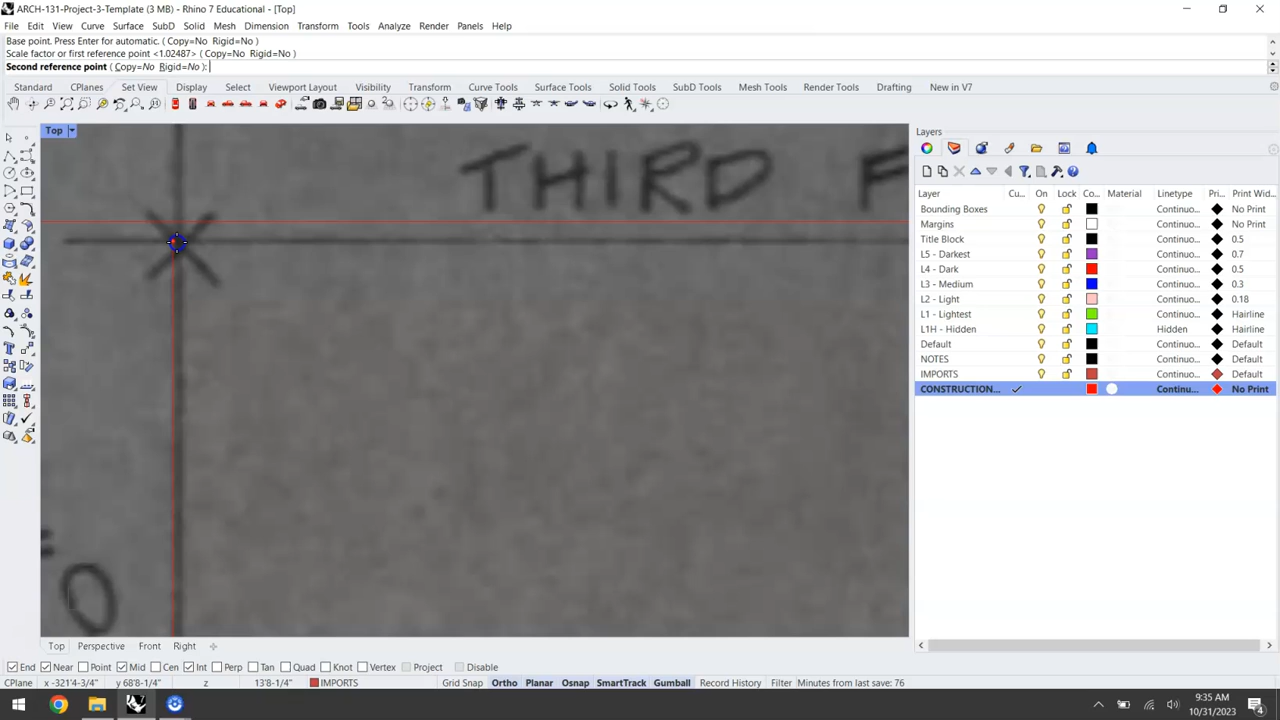 ARCH-131-Project-3-Template (3 MB) - Rhino 7 Educational - [Top]
File Edit View Curve Surface SubD Solid Mesh Dimension Transform Tools Analyze Render Panels Help
Base point. Press Enter for automatic. ( Copy=No Rigid=No )
Scale factor or first reference point <1.02487> ( Copy=No Rigid=No )
Second reference point ( Copy=No Rigid=No ):
Standard CPlanes Set View Display Select Viewport Layout Visibility Transform Curve Tools Surface Tools Solid Tools SubD Tools Mesh Tools Render Tools Drafting New in V7
Top
THIRD F
O
Layers
Layer Cu... On Lock Co... Material Linetype Pri... Print Wid...
Bounding Boxes Continuo... No Print
Margins Continuo... No Print
Title Block Continuo... 0.5
L5 - Darkest Continuo... 0.7
L4 - Dark Continuo... 0.5
L3 - Medium Continuo... 0.3
L2 - Light Continuo... 0.18
L1 - Lightest Continuo... Hairline
L1H - Hidden Hidden Hairline
Default Continuo... Default
NOTES Continuo... Default
IMPORTS Continuo... Default
CONSTRUCTION... Continu... No Print
Top Perspective Front Right
End Near Point Mid Cen Int Perp Tan Quad Knot Vertex Project Disable
CPlane x -321'4-3/4" y 68'8-1/4" z 13'8-1/4" IMPORTS Grid Snap Ortho Planar Osnap SmartTrack Gumball Record History Filter Minutes from last save: 76
9:35 AM
10/31/2023
4